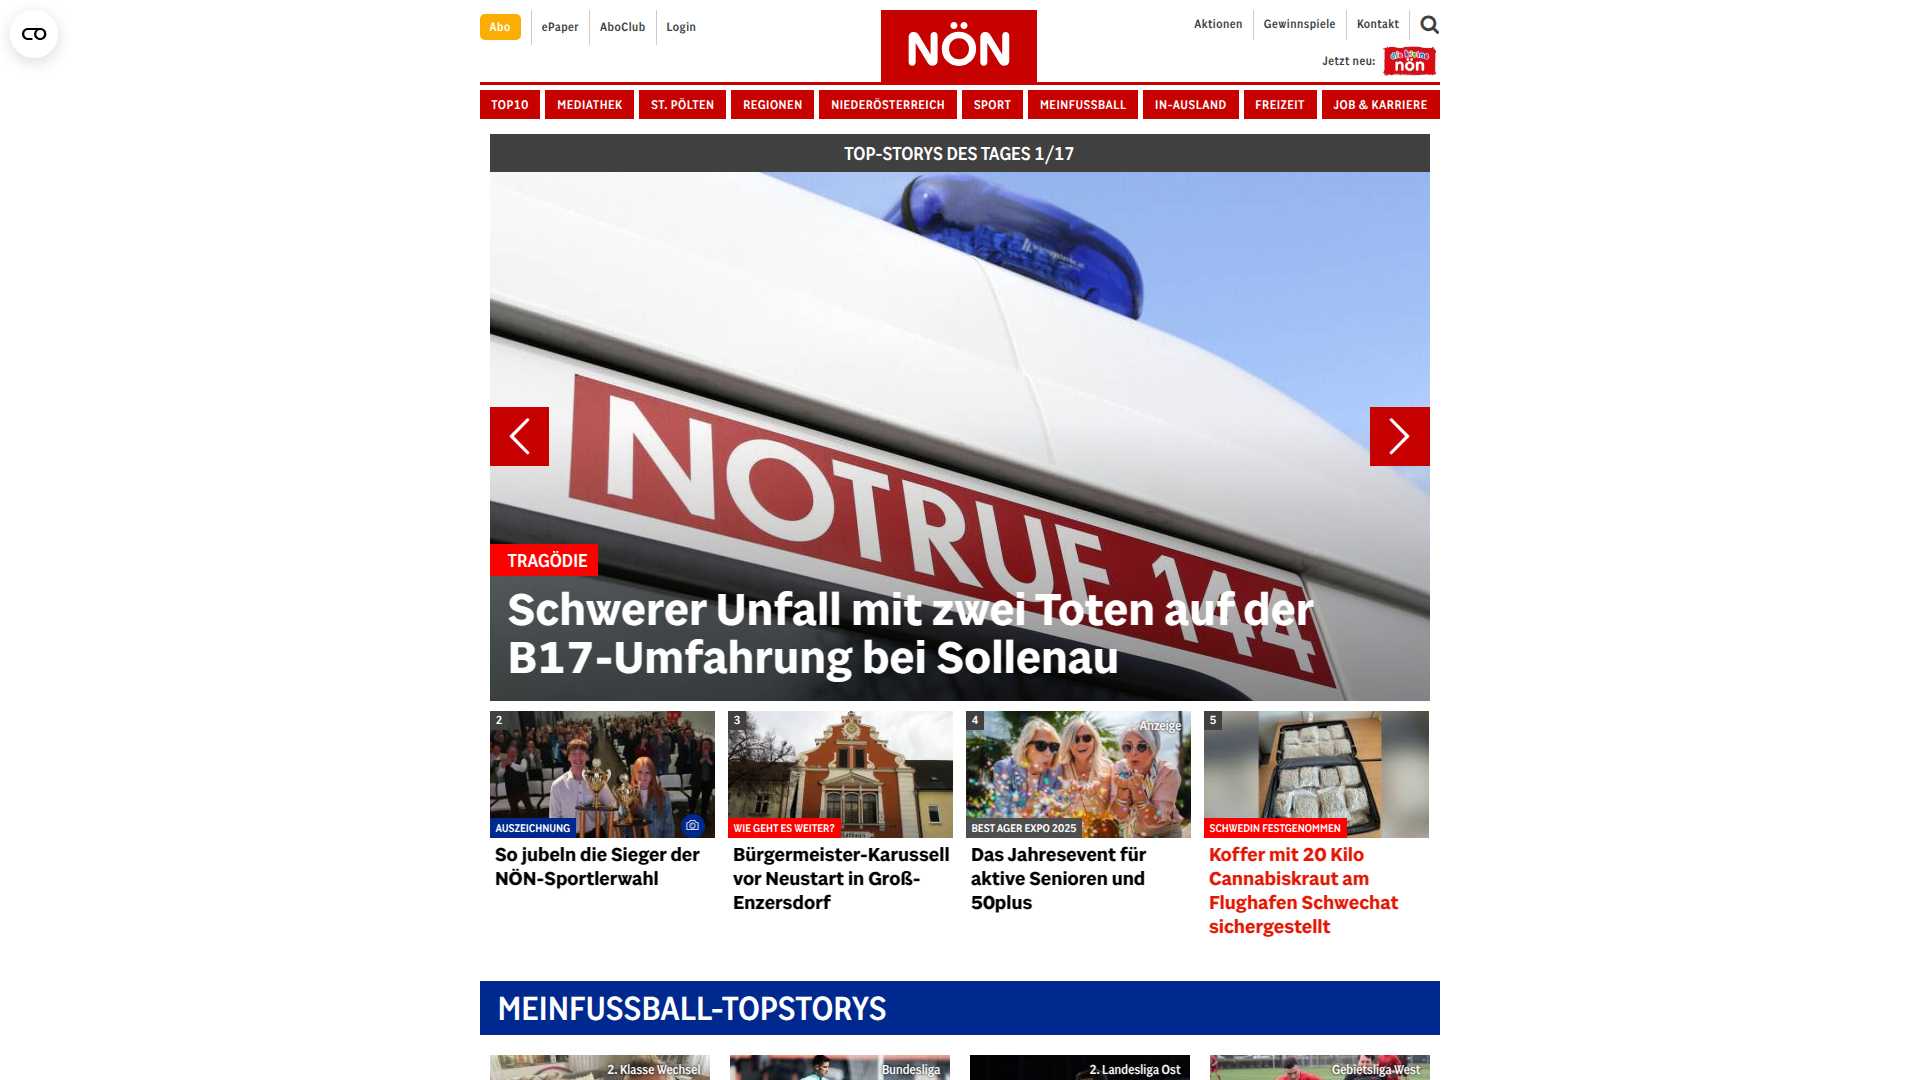 Abo
ePaper
AboClub
Login
NÖN
Aktionen
Gewinnspiele
Kontakt
Jetzt neu:
die kleine
nön
TOP10
MEDIATHEK
ST. PÖLTEN
REGIONEN
NIEDERÖSTERREICH
SPORT
MEINFUSSBALL
IN-AUSLAND
FREIZEIT
JOB & KARRIERE
TOP-STORYS DES TAGES 1/17
NOTRUF 144
TRAGÖDIE
Schwerer Unfall mit zwei Toten auf der
B17-Umfahrung bei Sollenau
2
AUSZEICHNUNG
So jubeln die Sieger der
NÖN-Sportlerwahl
3
WIE GEHT ES WEITER?
Bürgermeister-Karussell
vor Neustart in Groß-
Enzersdorf
4
Anzeige
BEST AGER EXPO 2025
Das Jahresevent für
aktive Senioren und
50plus
5
SCHWEDIN FESTGENOMMEN
Koffer mit 20 Kilo
Cannabiskraut am
Flughafen Schwechat
sichergestellt
MEINFUSSBALL-TOPSTORYS
2. Klasse Wechsel
Bundesliga
2. Landesliga Ost
Gebietsliga West